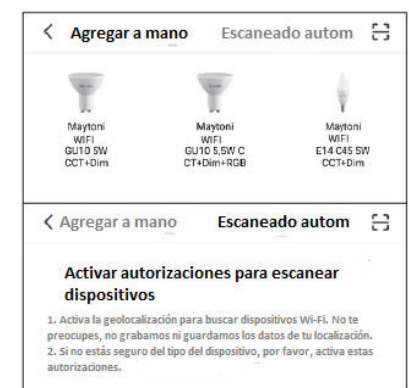 Agregar a mano Escaneado autom
Maytoni Maytoni Maytoni
WIFI WIFI WIFI
GU10 5W GU10 5,5W C E14 C45 5W
CCT+Dim CT+Dim+RGB CCT+Dim
Agregar a mano Escaneado autom
Activar autorizaciones para escanear
dispositivos
1. Activa la geolocalización para buscar dispositivos Wi-Fi. No te
preocupes, no grabamos ni guardamos los datos de tu localización.
2. Si no estás seguro del tipo del dispositivo, por favor, activa estas
autorizaciones.